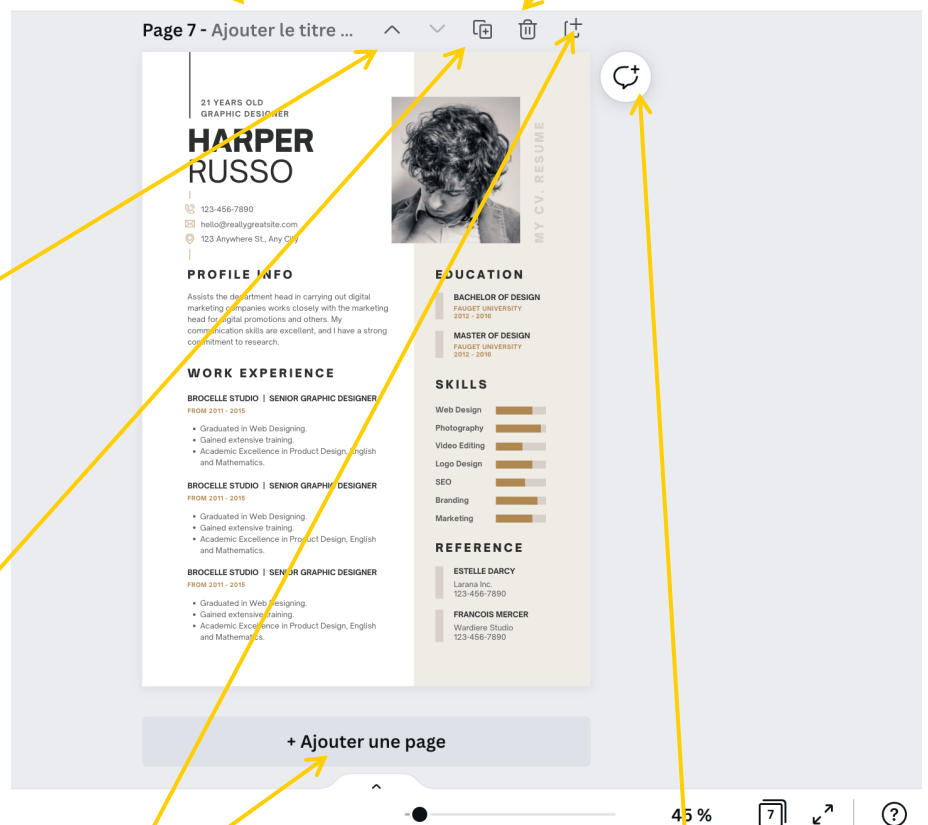 Page 7 - Ajouter le titre ...
21 YEARS OLD
GRAPHIC DESIGNER
HARPER
RUSSO
123-456-7890
hello@reallygreatsite.com
123 Anywhere St., Any City
MY CV. RESUME
PROFILE INFO
Assists the department head in carrying out digital
marketing companies works closely with the marketing
head for digital promotions and others. My
communication skills are excellent, and I have a strong
commitment to research.
WORK EXPERIENCE
BROCELLE STUDIO | SENIOR GRAPHIC DESIGNER
FROM 2011 - 2015
• Graduated in Web Designing.
• Gained extensive training.
• Academic Excellence in Product Design, English
and Mathematics.
BROCELLE STUDIO | SENIOR GRAPHIC DESIGNER
FROM 2011 - 2015
• Graduated in Web Designing.
• Gained extensive training.
• Academic Excellence in Product Design, English
and Mathematics.
BROCELLE STUDIO | SENIOR GRAPHIC DESIGNER
FROM 2011 - 2015
• Graduated in Web Designing.
• Gained extensive training.
• Academic Excellence in Product Design, English
and Mathematics.
EDUCATION
BACHELOR OF DESIGN
FAUGET UNIVERSITY
2012 - 2016
MASTER OF DESIGN
FAUGET UNIVERSITY
2012 - 2016
SKILLS
Web Design
Photography
Video Editing
Logo Design
SEO
Branding
Marketing
REFERENCE
ESTELLE DARCY
Larana Inc.
123-456-7890
FRANCOIS MERCER
Wardiere Studio
123-456-7890
+ Ajouter une page
45 %
7
?